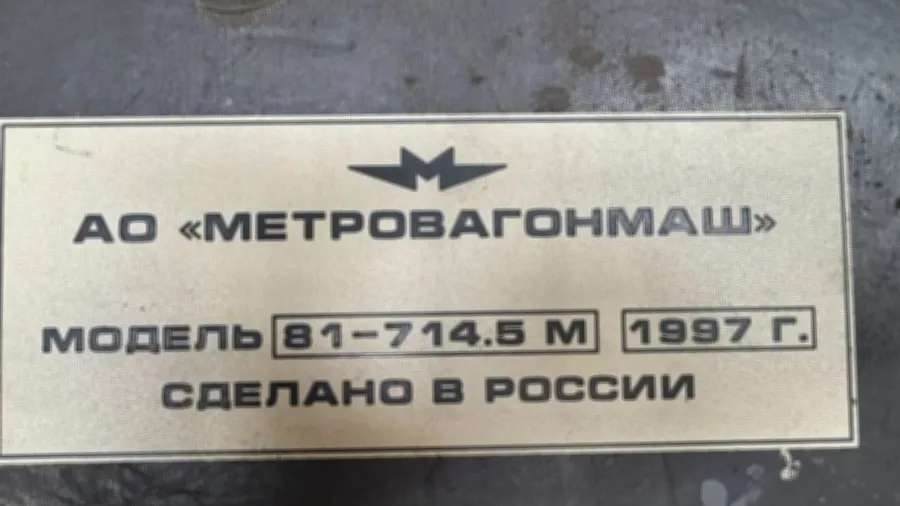 АО «МЕТРОВАГОНМАШ»
МОДЕЛЬ 81-714.5 М 1997 Г.
СДЕЛАНО В РОССИИ